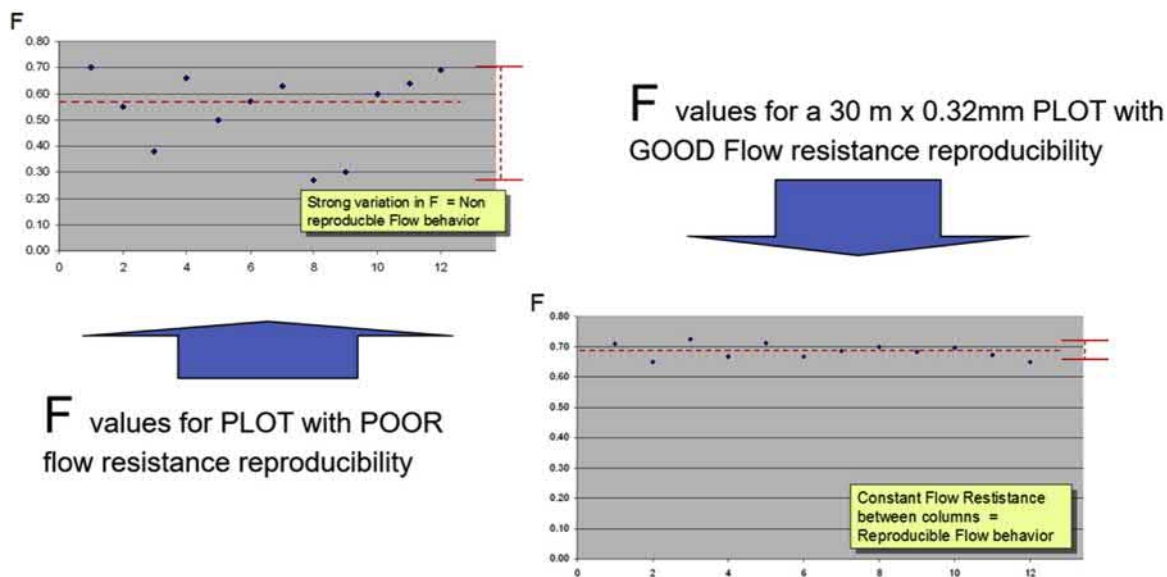 F
0.80
0.70
0.60
0.50
0.40
0.30
0.20
0.10
0.00
0 2 4 6 8 10 12
Strong variation in F = Non
reproducble Flow behavior
F values for a 30 m x 0.32mm PLOT with
GOOD Flow resistance reproducibility
F values for PLOT with POOR
flow resistance reproducibility
F
0.80
0.70
0.60
0.50
0.40
0.30
0.20
0.10
0.00
0 2 4 6 8 10 12
Constant Flow Restistance
between columns =
Reproducible Flow behavior